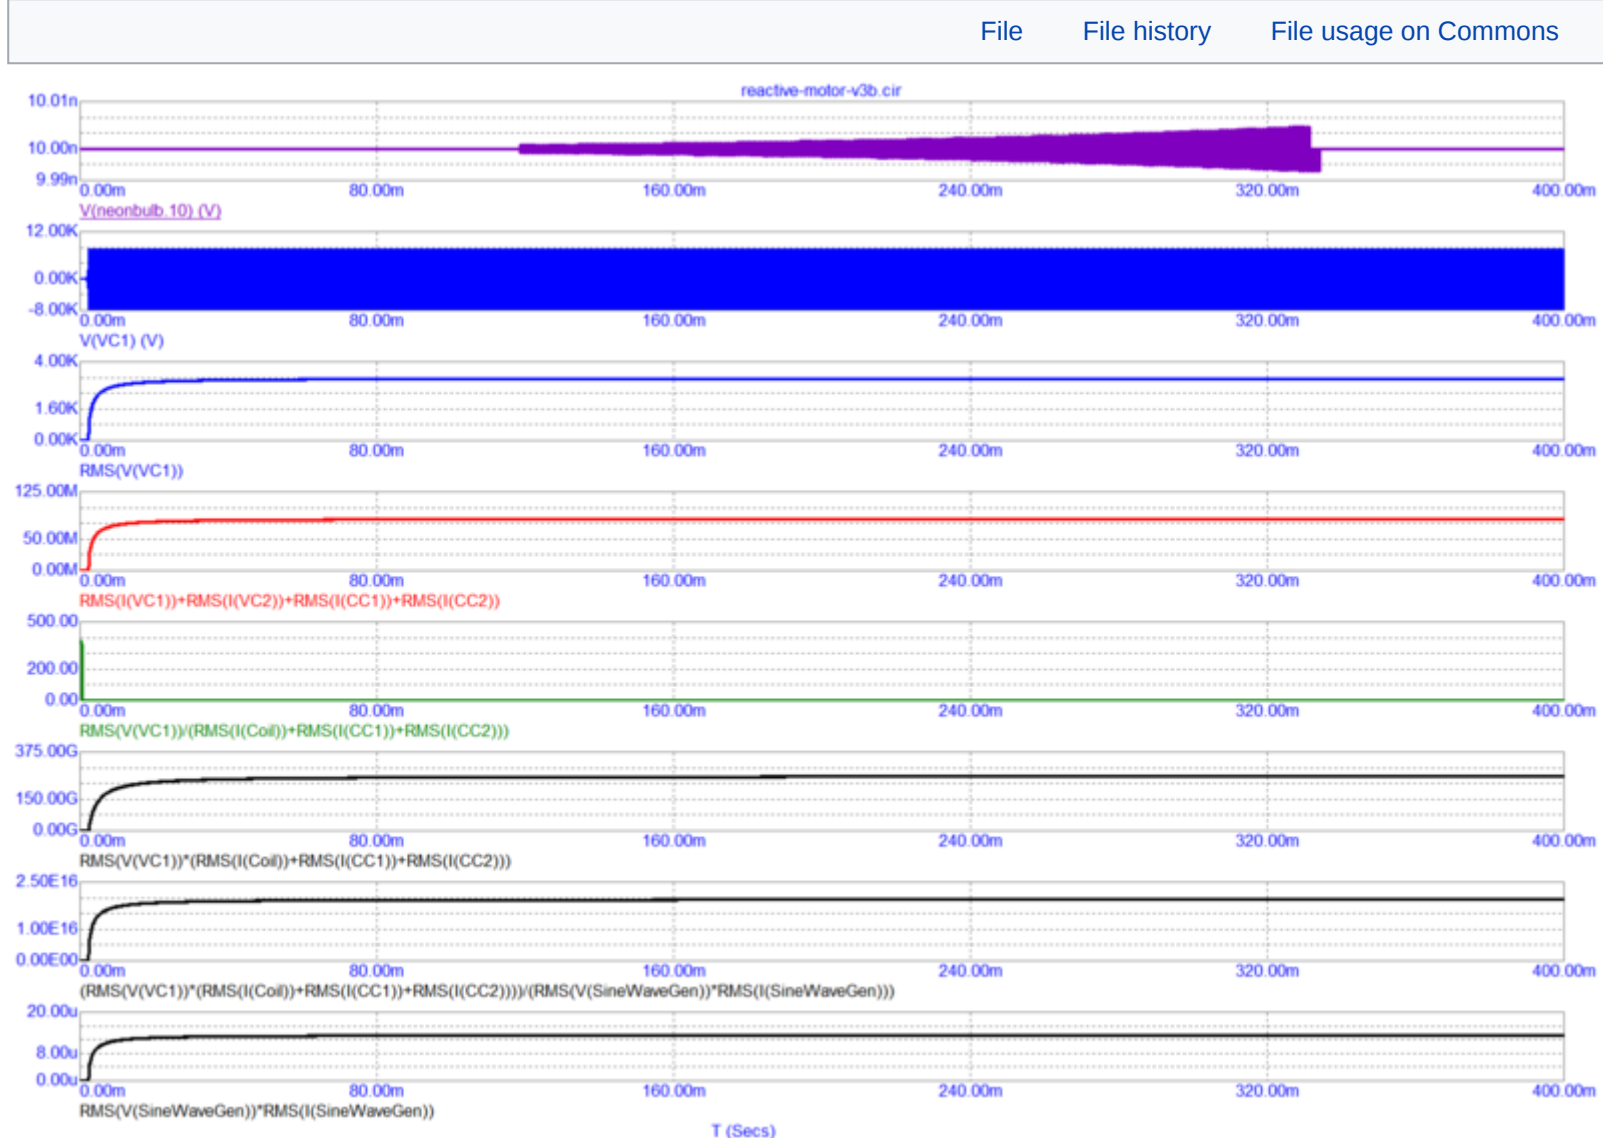 File File history File usage on Commons
reactive-motor-v3b.cir
10.01n
10.00n
9.99n
0.00m 80.00m 160.00m 240.00m 320.00m 400.00m
V(neonbulb.10) (V)
12.00K
0.00K
-8.00K
0.00m 80.00m 160.00m 240.00m 320.00m 400.00m
V(VC1) (V)
4.00K
1.60K
0.00K
0.00m 80.00m 160.00m 240.00m 320.00m 400.00m
RMS(V(VC1))
125.00M
50.00M
0.00M
0.00m 80.00m 160.00m 240.00m 320.00m 400.00m
RMS(I(VC1))+RMS(I(VC2))+RMS(I(CC1))+RMS(I(CC2))
500.00
200.00
0.00
0.00m 80.00m 160.00m 240.00m 320.00m 400.00m
RMS(V(VC1))/(RMS(I(Coil))+RMS(I(CC1))+RMS(I(CC2)))
375.00G
150.00G
0.00G
0.00m 80.00m 160.00m 240.00m 320.00m 400.00m
RMS(V(VC1))*(RMS(I(Coil))+RMS(I(CC1))+RMS(I(CC2)))
2.50E16
1.00E16
0.00E00
0.00m 80.00m 160.00m 240.00m 320.00m 400.00m
(RMS(V(VC1))*(RMS(I(Coil))+RMS(I(CC1))+RMS(I(CC2))))/(RMS(V(SineWaveGen))*RMS(I(SineWaveGen)))
20.00u
8.00u
0.00u
0.00m 80.00m 160.00m 240.00m 320.00m 400.00m
RMS(V(SineWaveGen))*RMS(I(SineWaveGen))
T (Secs)